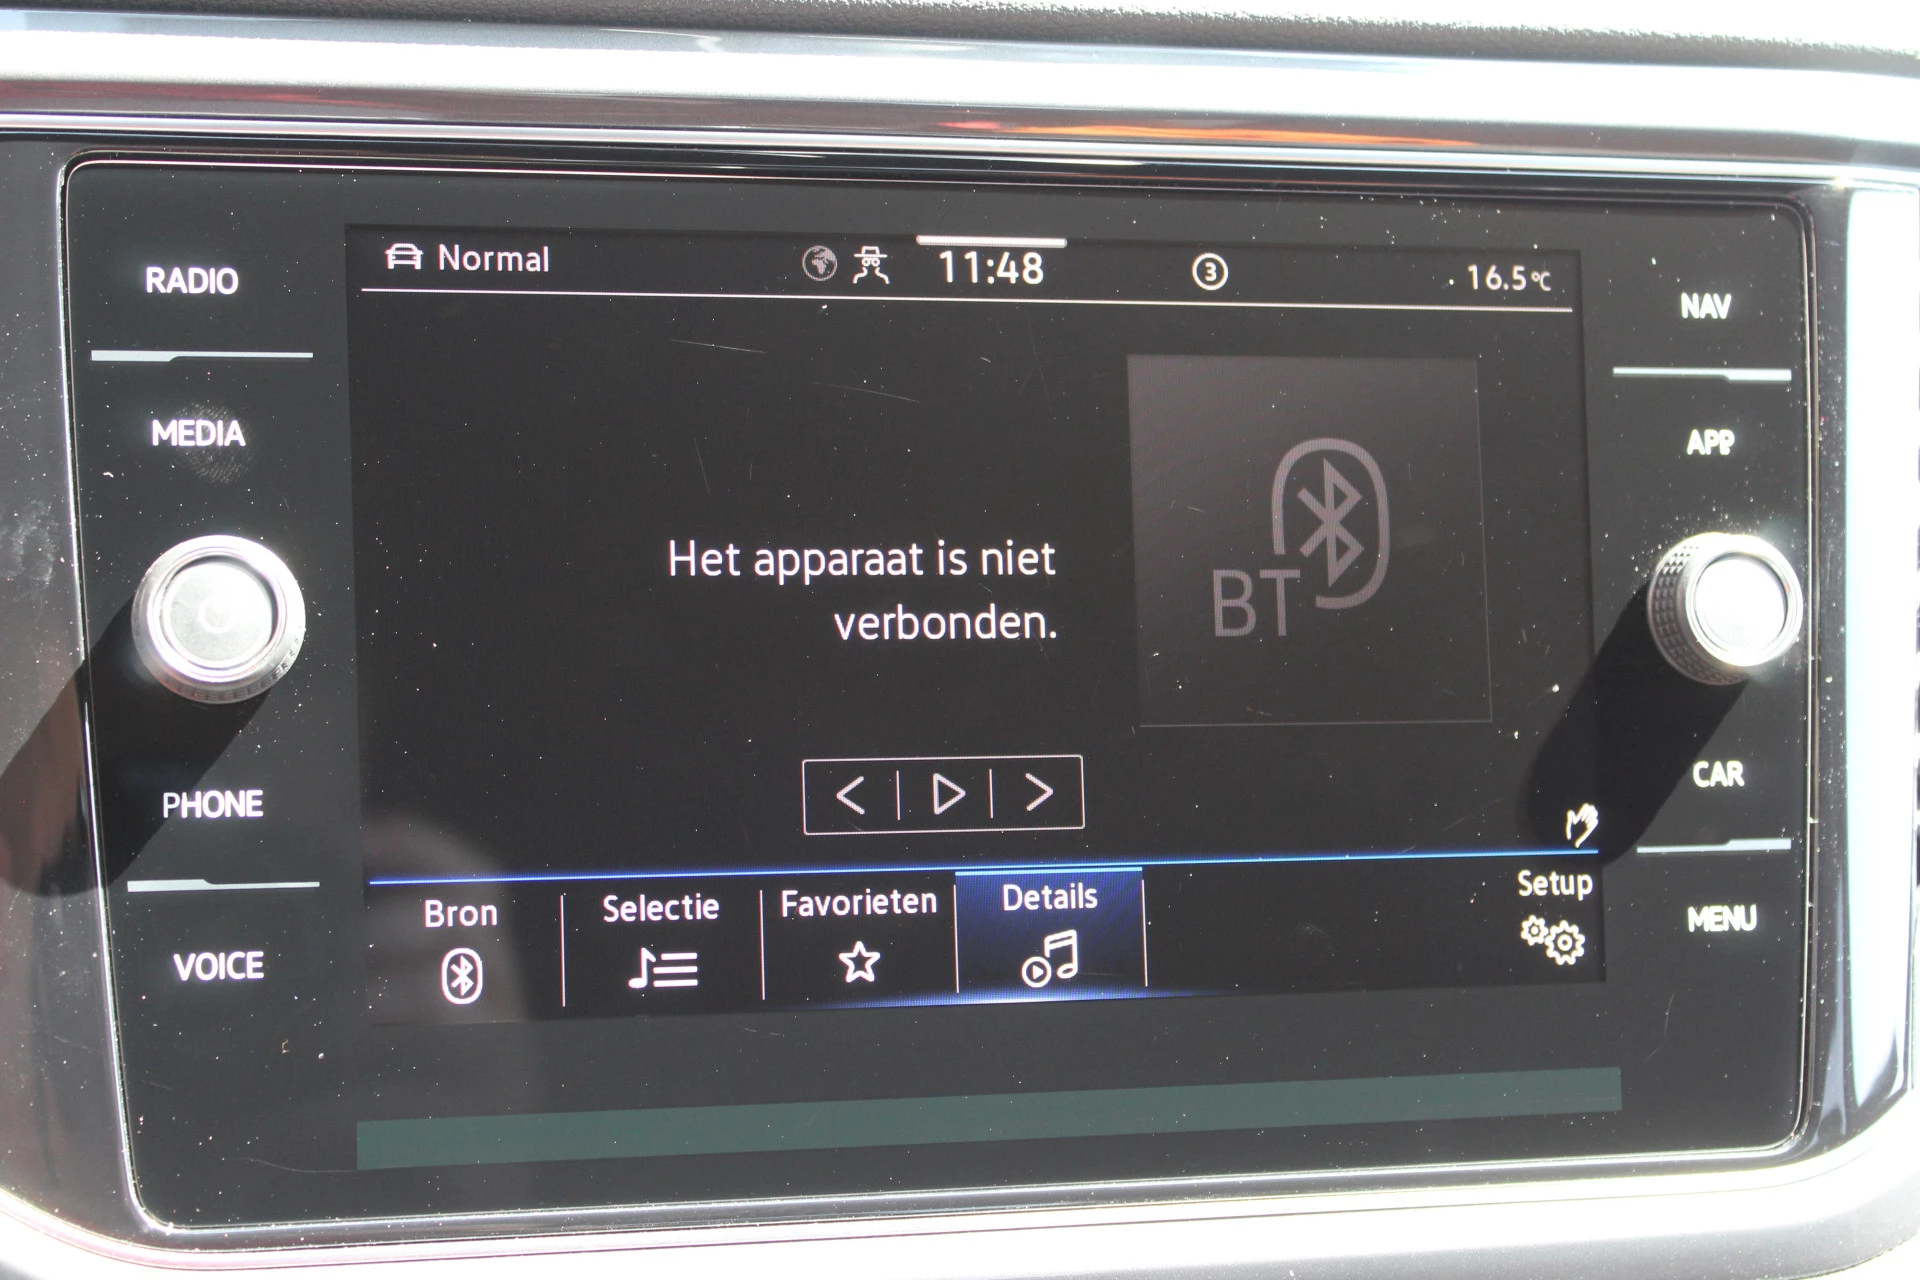 RADIO
MEDIA
PHONE
VOICE
Normal
11:48
3
16.5°C
Het apparaat is niet
verbonden.
BT
Bron
Selectie
Favorieten
Details
Setup
NAV
APP
CAR
MENU